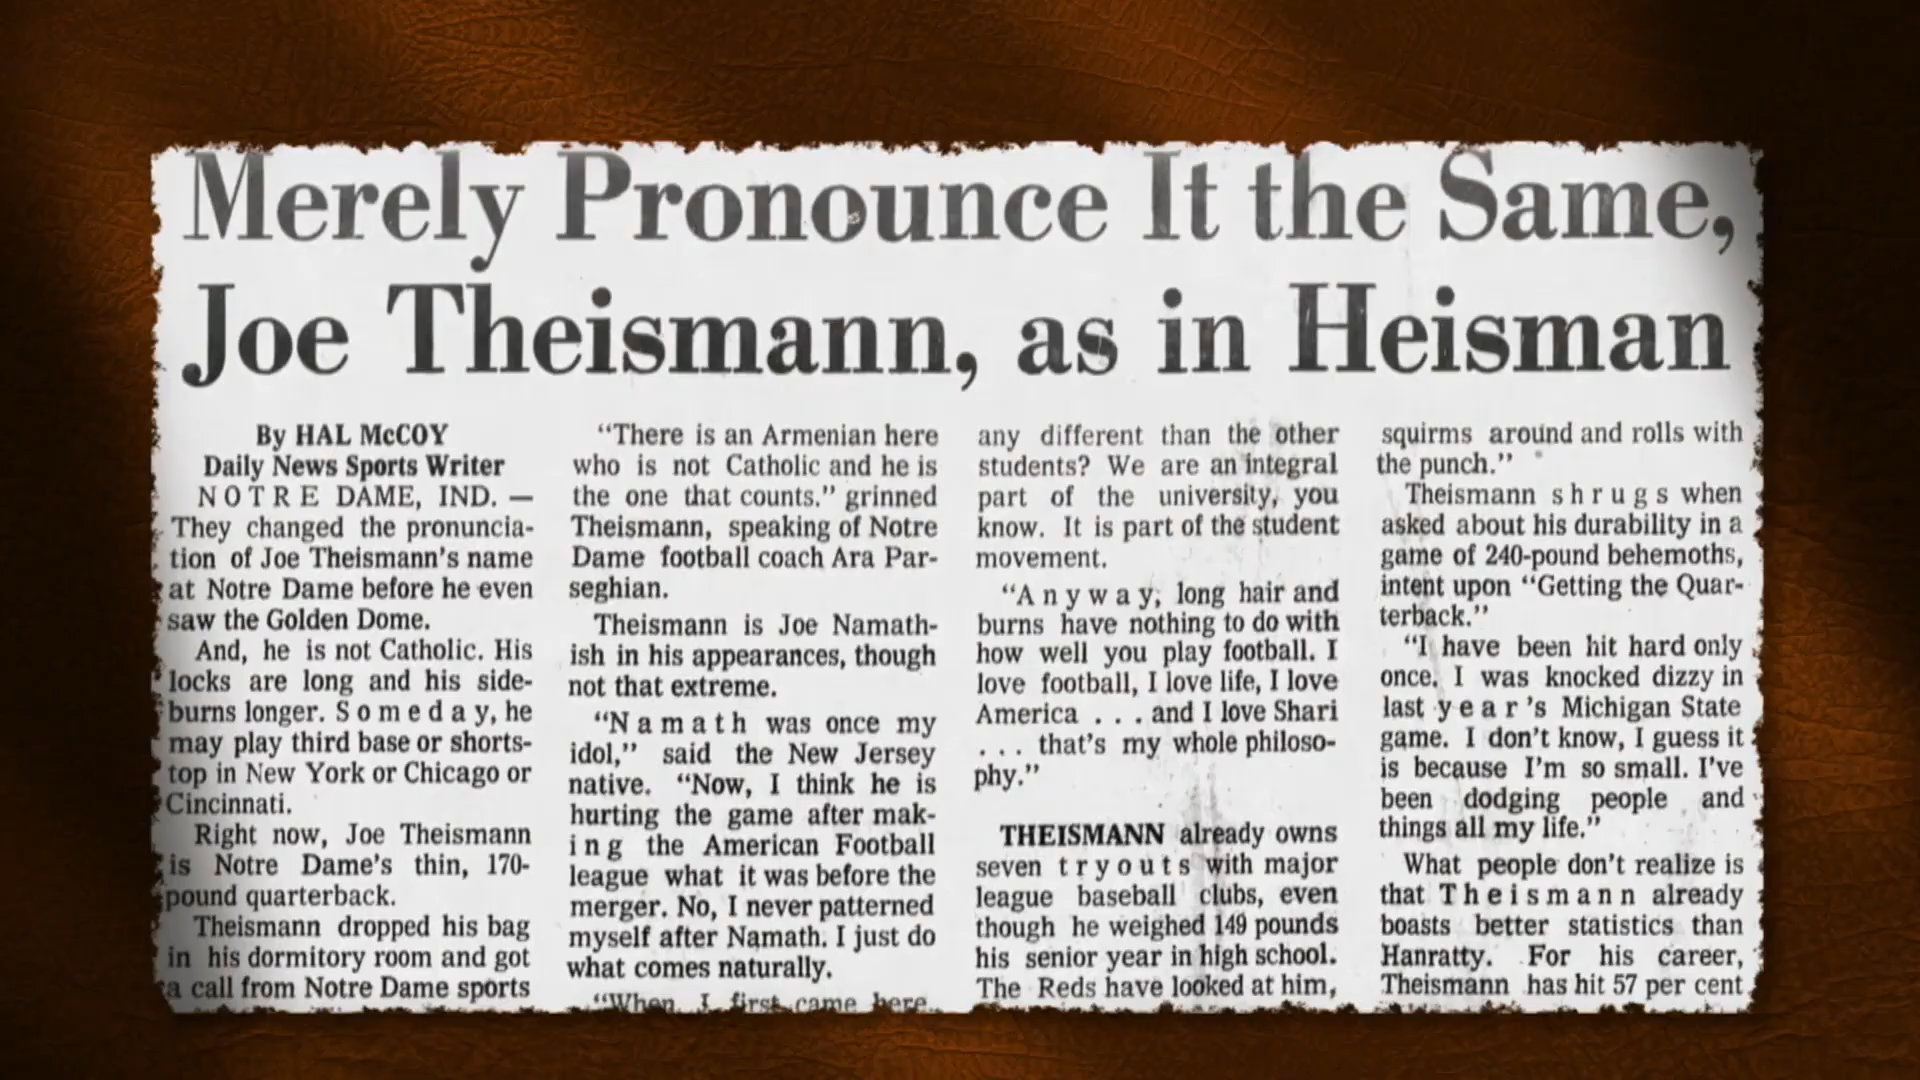 Merely Pronounce It the Same,
Joe Theismann, as in Heisman
By HAL McCOY
Daily News Sports Writer
NOTRE DAME, IND. —
They changed the pronuncia-
tion of Joe Theismann's name
at Notre Dame before he even
saw the Golden Dome.
And, he is not Catholic. His
locks are long and his side-
burns longer. Someday, he
may play third base or shorts-
top in New York or Chicago or
Cincinnati.
Right now, Joe Theismann
is Notre Dame's thin, 170-
pound quarterback.
Theismann dropped his bag
in his dormitory room and got
a call from Notre Dame sports
"There is an Armenian here
who is not Catholic and he is
the one that counts." grinned
Theismann, speaking of Notre
Dame football coach Ara Par-
seghian.
Theismann is Joe Namath-
ish in his appearances, though
not that extreme.
"Namath was once my
idol," said the New Jersey
native. "Now, I think he is
hurting the game after mak-
ing the American Football
league what it was before the
merger. No, I never patterned
myself after Namath. I just do
what comes naturally.
"When I first came here
any different than the other
students? We are an integral
part of the university, you
know. It is part of the student
movement.
"Anyway, long hair and
burns have nothing to do with
how well you play football. I
love football, I love life, I love
America . . . and I love Shari
. . . that's my whole philoso-
phy."
THEISMANN already owns
seven tryouts with major
league baseball clubs, even
though he weighed 149 pounds
his senior year in high school.
The Reds have looked at him,
squirms around and rolls with
the punch."
Theismann shrugs when
asked about his durability in a
game of 240-pound behemoths,
intent upon "Getting the Quar-
terback."
"I have been hit hard only
once. I was knocked dizzy in
last year's Michigan State
game. I don't know, I guess it
is because I'm so small. I've
been dodging people and
things all my life."
What people don't realize is
that Theismann already
boasts better statistics than
Hanratty. For his career,
Theismann has hit 57 per cent